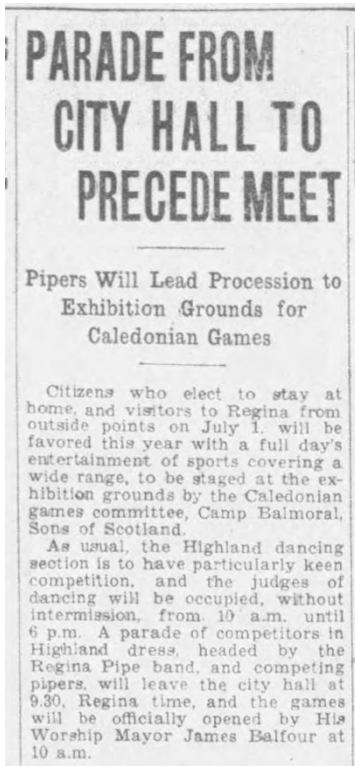 PARADE FROM
CITY HALL TO
PRECEDE MEET
Pipers Will Lead Procession to
Exhibition Grounds for
Caledonian Games
Citizens who elect to stay at
home, and visitors to Regina from
outside points on July 1. will be
favored this year with a full day's
entertainment of sports covering a
wide range, to be staged at the ex-
hibition grounds by the Caledonian
games committee, Camp Balmoral,
Sons of Scotland.
As usual, the Highland dancing
section is to have particularly keen
competition, and the judges of
dancing will be occupied, without
intermission, from 10 a.m. until
6 p.m. A parade of competitors in
Highland dress, headed by the
Regina Pipe band, and competing
pipers, will leave the city hall at
9.30, Regina time, and the games
will be officially opened by His
Worship Mayor James Balfour at
10 a.m.